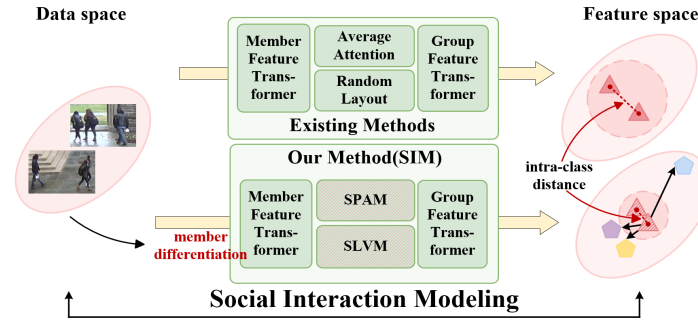 Data space
Feature space
Member
Feature
Trans-
former
Average
Attention
Random
Layout
Group
Feature
Trans-
former
Existing Methods
Our Method(SIM)
member
differentiation
Member
Feature
Trans-
former
SPAM
SLVM
Group
Feature
Trans-
former
intra-class
distance
Social Interaction Modeling